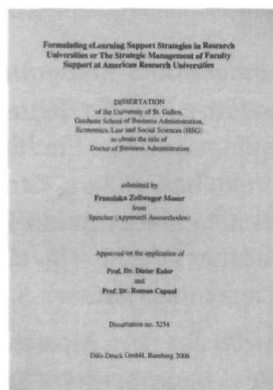 Formulating eLearning Support Strategies in Research
Universities or The Strategic Management of Faculty
Support at American Research Universities
DISSERTATION
of the University of St. Gallen,
Graduate School of Business Administration,
Economics, Law and Social Sciences (HSG)
to obtain the title of
Doctor of Business Administration
submitted by
Franziska Zellweger Moser
from
Speicher (Appenzell Ausserrhoden)
Approved on the application of
Prof. Dr. Dieter Euler
and
Prof. Dr. Roman Capaul
Dissertation no. 3254
Difo-Druck GmbH, Bamberg 2006